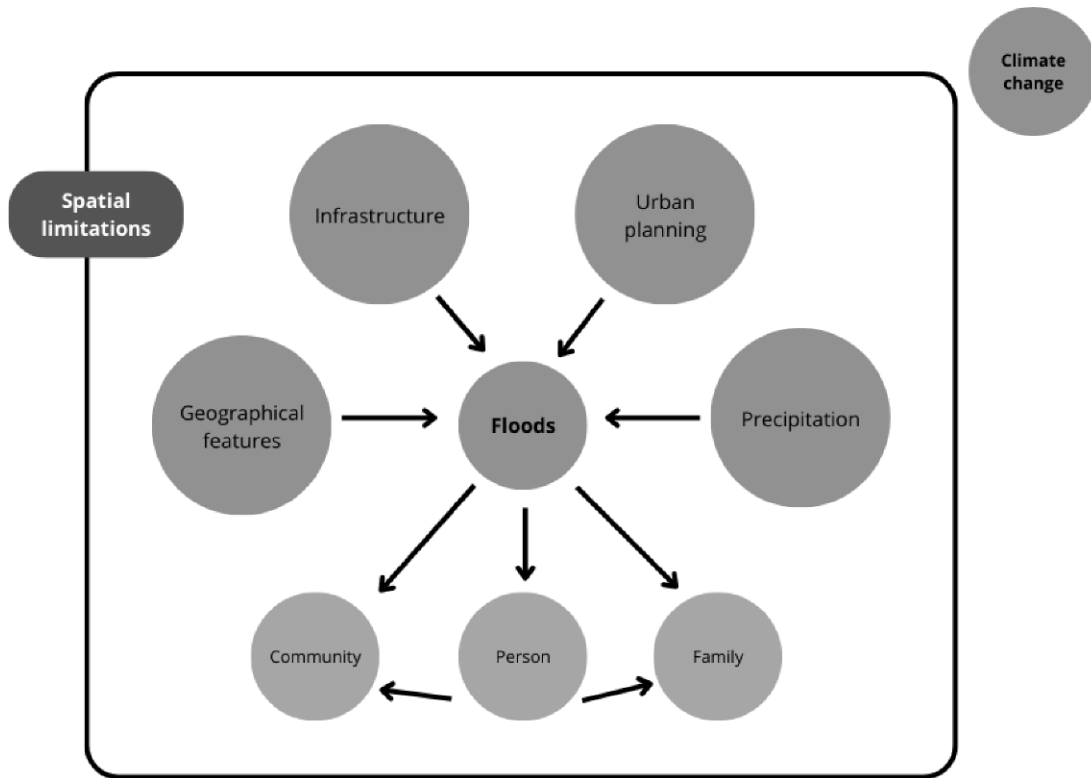 Climate
change
Spatial
limitations
Infrastructure
Urban
planning
Geographical
features
Floods
Precipitation
Community
Person
Family